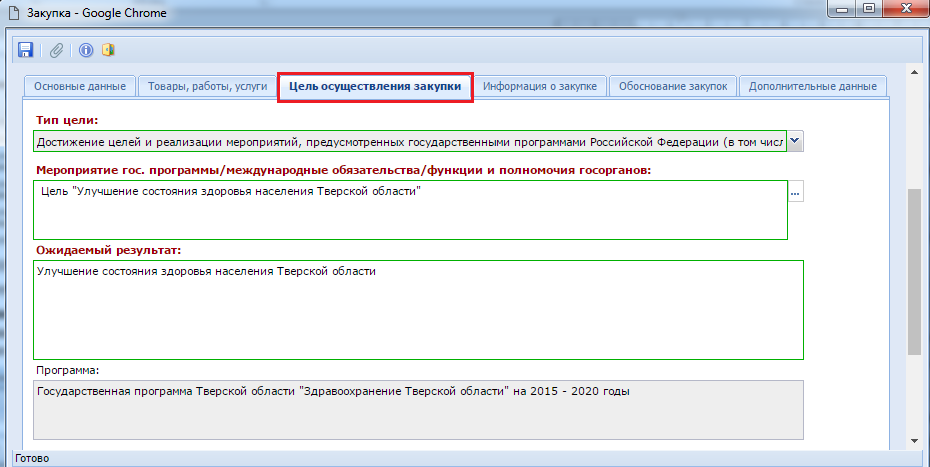 Закупка - Google Chrome
Основные данные Товары, работы, услуги Цель осуществления закупки Информация о закупке Обоснование закупок Дополнительные данные
Тип цели:
Достижение целей и реализации мероприятий, предусмотренных государственными программами Российской Федерации (в том числ
Мероприятие гос. программы/международные обязательства/функции и полномочия госорганов:
Цель "Улучшение состояния здоровья населения Тверской области"
...
Ожидаемый результат:
Улучшение состояния здоровья населения Тверской области
Программа:
Государственная программа Тверской области "Здравоохранение Тверской области" на 2015 - 2020 годы
Готово